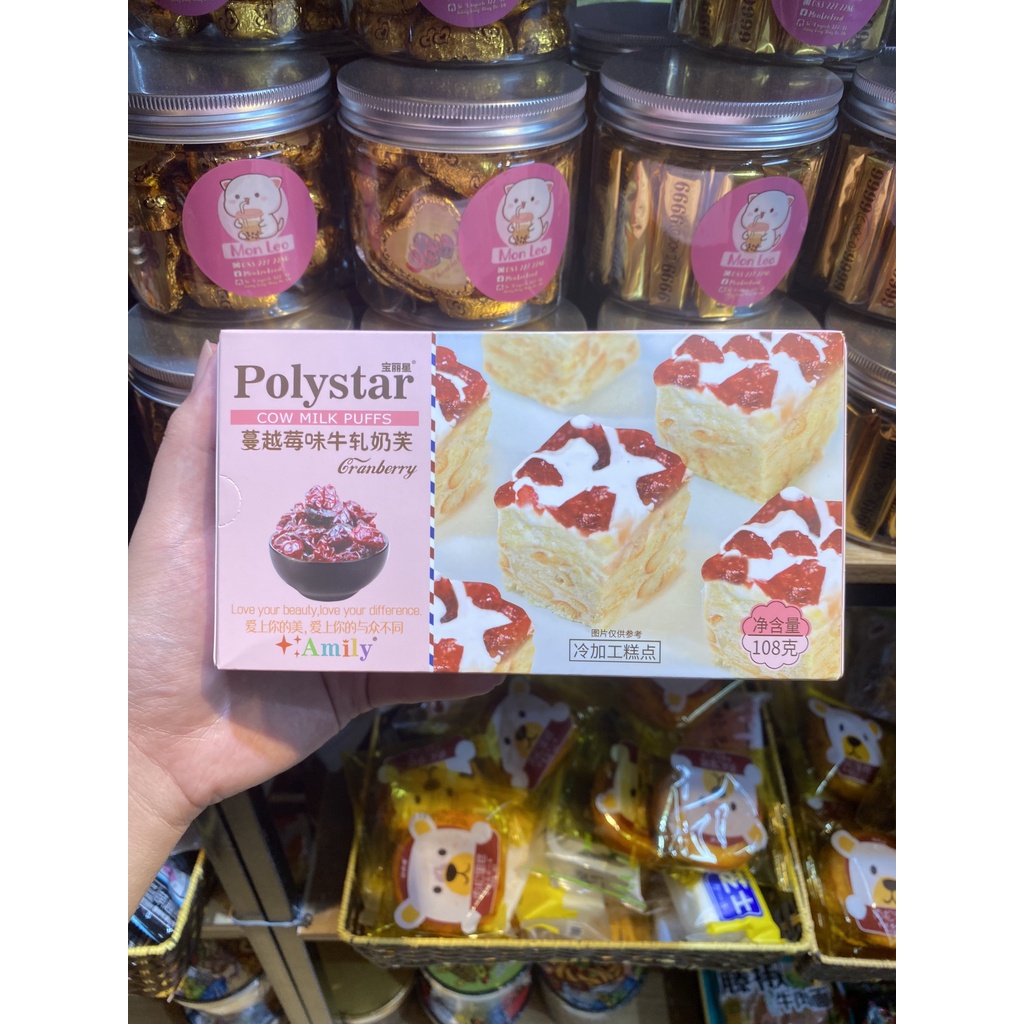 Mon Leo
Mon Leo
Mon Leo
9999
9999
宝丽星®
Polystar
COW MILK PUFFS
蔓越莓味牛轧奶芙
Cranberry
Love your beauty,love your difference.
爱上你的美,爱上你的与众不同
Amily®
图片仅供参考
冷加工糕点
净含量
108克